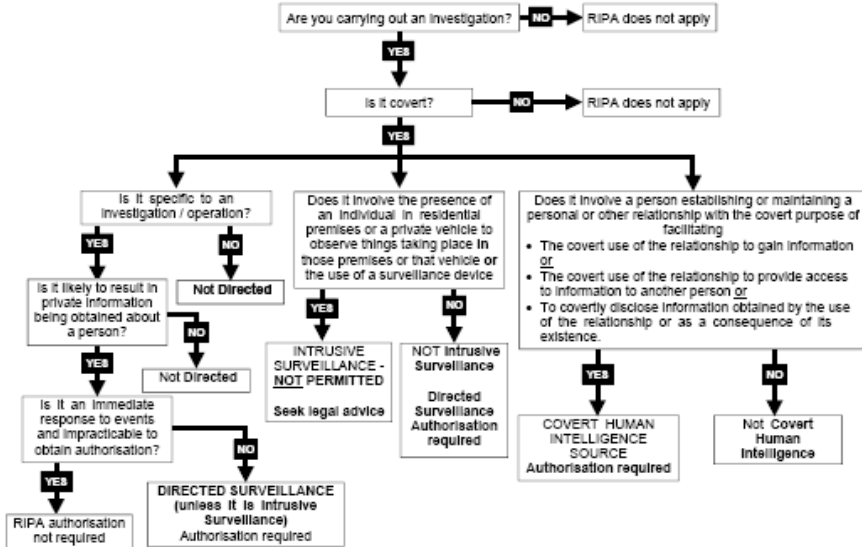 Are you carrying out an investigation?
NO
RIPA does not apply
YES
Is it covert?
NO
RIPA does not apply
YES
Is it specific to an
investigation / operation?
YES
NO
Not Directed
Is it likely to result in
private information
being obtained about
a person?
NO
Not Directed
YES
Is it an immediate
response to events
and impracticable to
obtain authorisation?
NO
YES
RIPA authorisation
not required
DIRECTED SURVEILLANCE
(unless it is Intrusive
Surveillance)
Authorisation required
Does it involve the presence of
an individual in residential
premises or a private vehicle to
observe things taking place in
those premises or that vehicle or
the use of a surveillance device
YES
NO
INTRUSIVE
SURVEILLANCE -
NOT PERMITTED
Seek legal advice
NOT Intrusive
Surveillance
Directed
Surveillance
Authorisation
required
Does it involve a person establishing or maintaining a
personal or other relationship with the covert purpose of
facilitating
• The covert use of the relationship to gain information
or
• The covert use of the relationship to provide access
to information to another person or
• To covertly disclose information obtained by the use
of the relationship or as a consequence of its
existence.
YES
NO
COVERT HUMAN
INTELLIGENCE
SOURCE
Authorisation required
Not Covert
Human
Intelligence